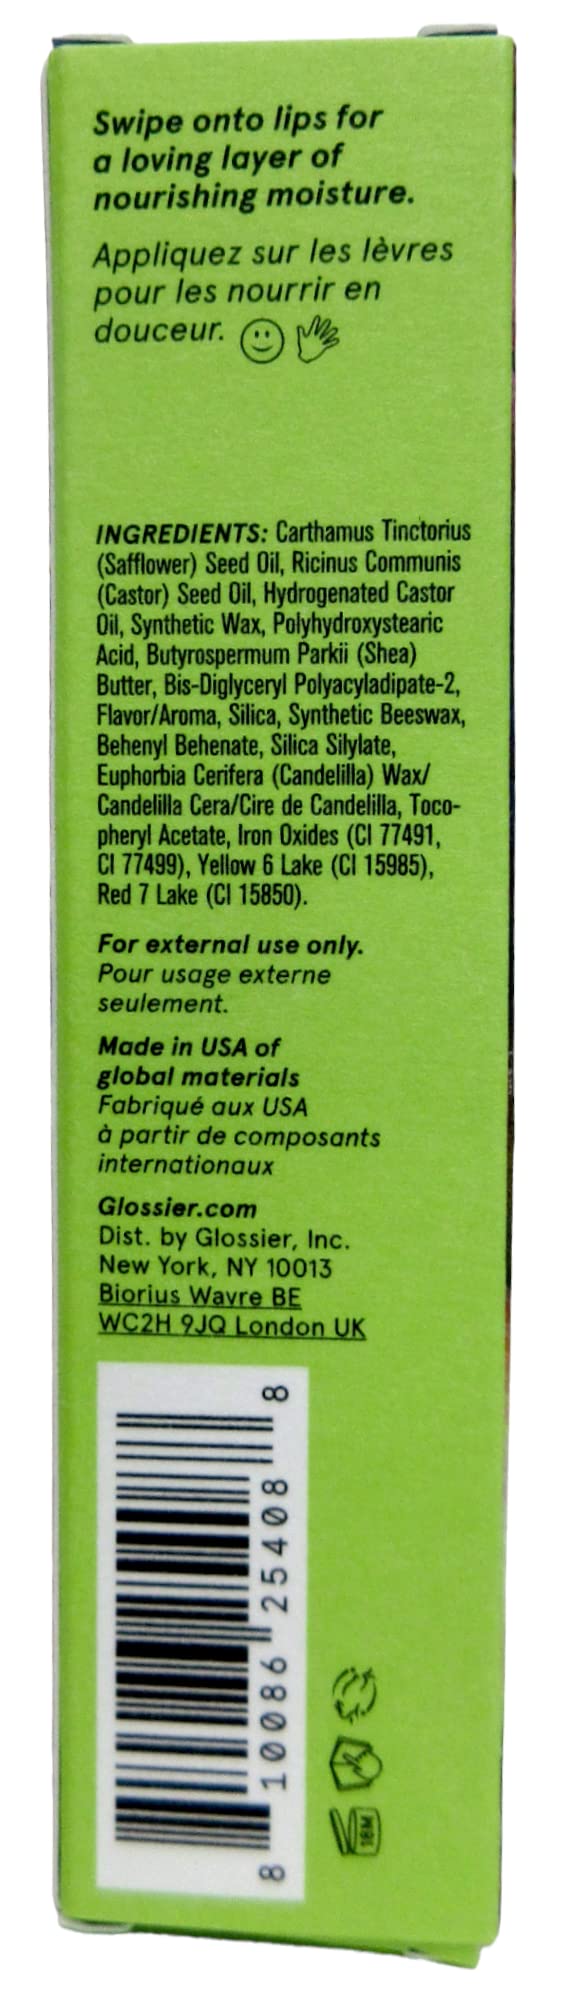 Swipe onto lips for
a loving layer of
nourishing moisture.
Appliquez sur les lèvres
pour les nourrir en
douceur.
INGREDIENTS: Carthamus Tinctorius
(Safflower) Seed Oil, Ricinus Communis
(Castor) Seed Oil, Hydrogenated Castor
Oil, Synthetic Wax, Polyhydroxystearic
Acid, Butyrospermum Parkii (Shea)
Butter, Bis-Diglyceryl Polyacyladipate-2,
Flavor/Aroma, Silica, Synthetic Beeswax,
Behenyl Behenate, Silica Silylate,
Euphorbia Cerifera (Candelilla) Wax/
Candelilla Cera/Cire de Candelilla, Toco-
pheryl Acetate, Iron Oxides (CI 77491,
CI 77499), Yellow 6 Lake (CI 15985),
Red 7 Lake (CI 15850).
For external use only.
Pour usage externe
seulement.
Made in USA of
global materials
Fabriqué aux USA
à partir de composants
internationaux
Glossier.com
Dist. by Glossier, Inc.
New York, NY 10013
Biorius Wavre BE
WC2H 9JQ London UK
8 10086 25408 8
18M